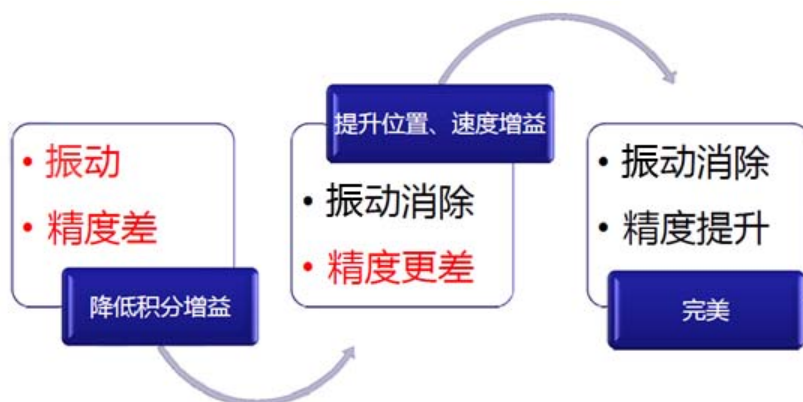 • 振动
• 精度差
降低积分增益
提升位置、速度增益
• 振动消除
• 精度更差
• 振动消除
• 精度提升
完美